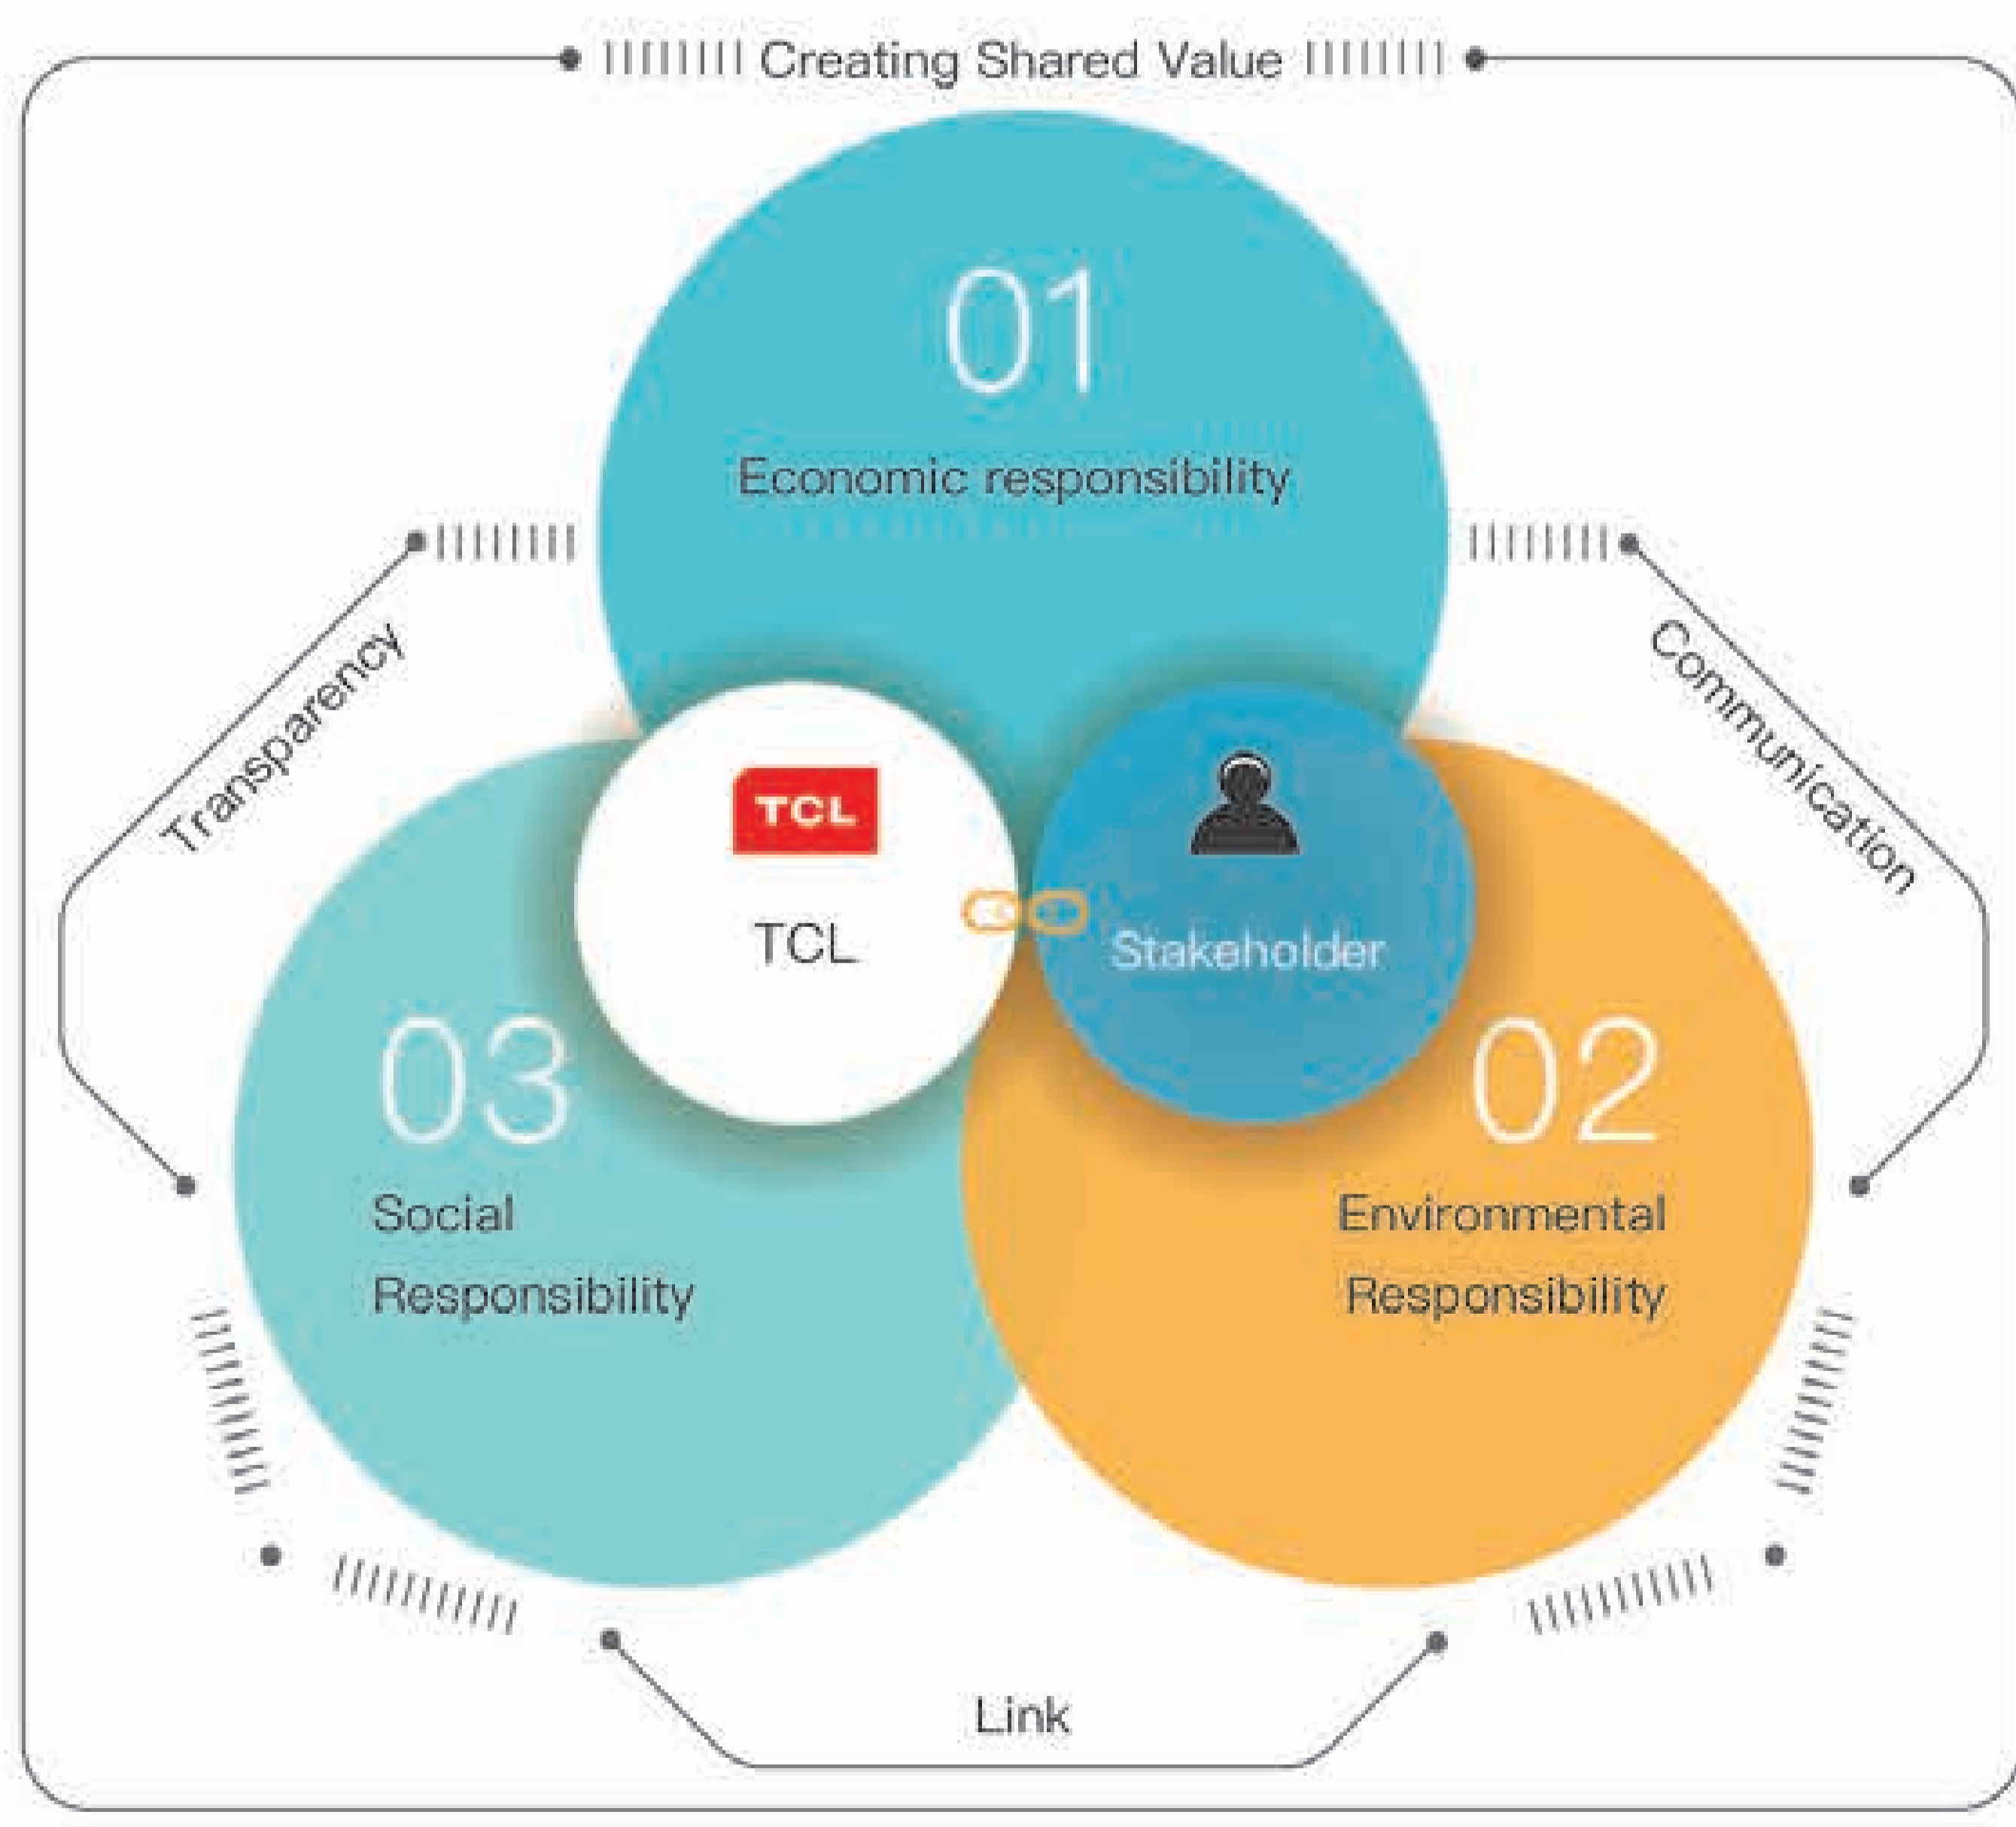 Creating Shared Value
01
Economic responsibility
Transparency
Communication
TCL
TCL
Stakeholder
03
Social
Responsibility
02
Environmental
Responsibility
Link